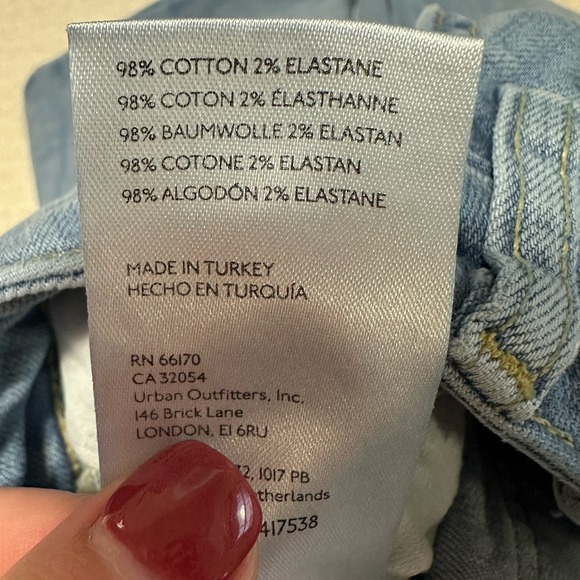 98% COTTON 2% ELASTANE
98% COTON 2% ÉLASTHANNE
98% BAUMWOLLE 2% ELASTAN
98% COTONE 2% ELASTAN
98% ALGODÓN 2% ELASTANE
MADE IN TURKEY
HECHO EN TURQUÍA
RN 66170
CA 32054
Urban Outfitters, Inc.
146 Brick Lane
LONDON, E1 6RU
1017 PB